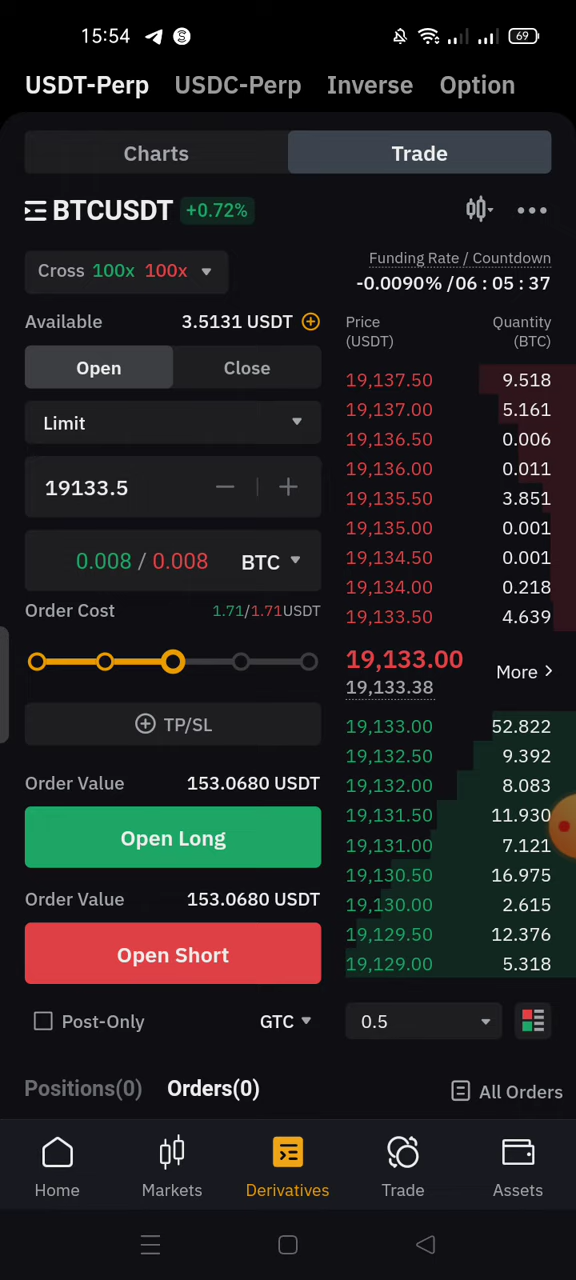 15:54
69
USDT-Perp USDC-Perp Inverse Option
Charts Trade
BTCUSDT +0.72%
Cross 100x 100x
Funding Rate / Countdown
-0.0090% /06 : 05 : 37
Available 3.5131 USDT
Open Close
Limit
19133.5
0.008 / 0.008 BTC
Order Cost 1.71/1.71USDT
TP/SL
Order Value 153.0680 USDT
Open Long
Order Value 153.0680 USDT
Open Short
Post-Only GTC
Price Quantity
(USDT) (BTC)
19,137.50 9.518
19,137.00 5.161
19,136.50 0.006
19,136.00 0.011
19,135.50 3.851
19,135.00 0.001
19,134.50 0.001
19,134.00 0.218
19,133.50 4.639
19,133.00
19,133.38
More
19,133.00 52.822
19,132.50 9.392
19,132.00 8.083
19,131.50 11.930
19,131.00 7.121
19,130.50 16.975
19,130.00 2.615
19,129.50 12.376
19,129.00 5.318
0.5
Positions(0) Orders(0) All Orders
Home Markets Derivatives Trade Assets